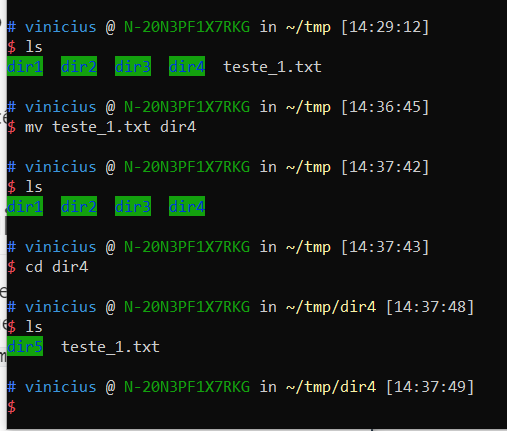 # vinicius @ N-20N3PF1X7RKG in ~/tmp [14:29:12]
$ ls
dir1  dir2  dir3  dir4  teste_1.txt
# vinicius @ N-20N3PF1X7RKG in ~/tmp [14:36:45]
$ mv teste_1.txt dir4
# vinicius @ N-20N3PF1X7RKG in ~/tmp [14:37:42]
$ ls
dir1  dir2  dir3  dir4
# vinicius @ N-20N3PF1X7RKG in ~/tmp [14:37:43]
$ cd dir4
# vinicius @ N-20N3PF1X7RKG in ~/tmp/dir4 [14:37:48]
$ ls
dir5  teste_1.txt
# vinicius @ N-20N3PF1X7RKG in ~/tmp/dir4 [14:37:49]
$